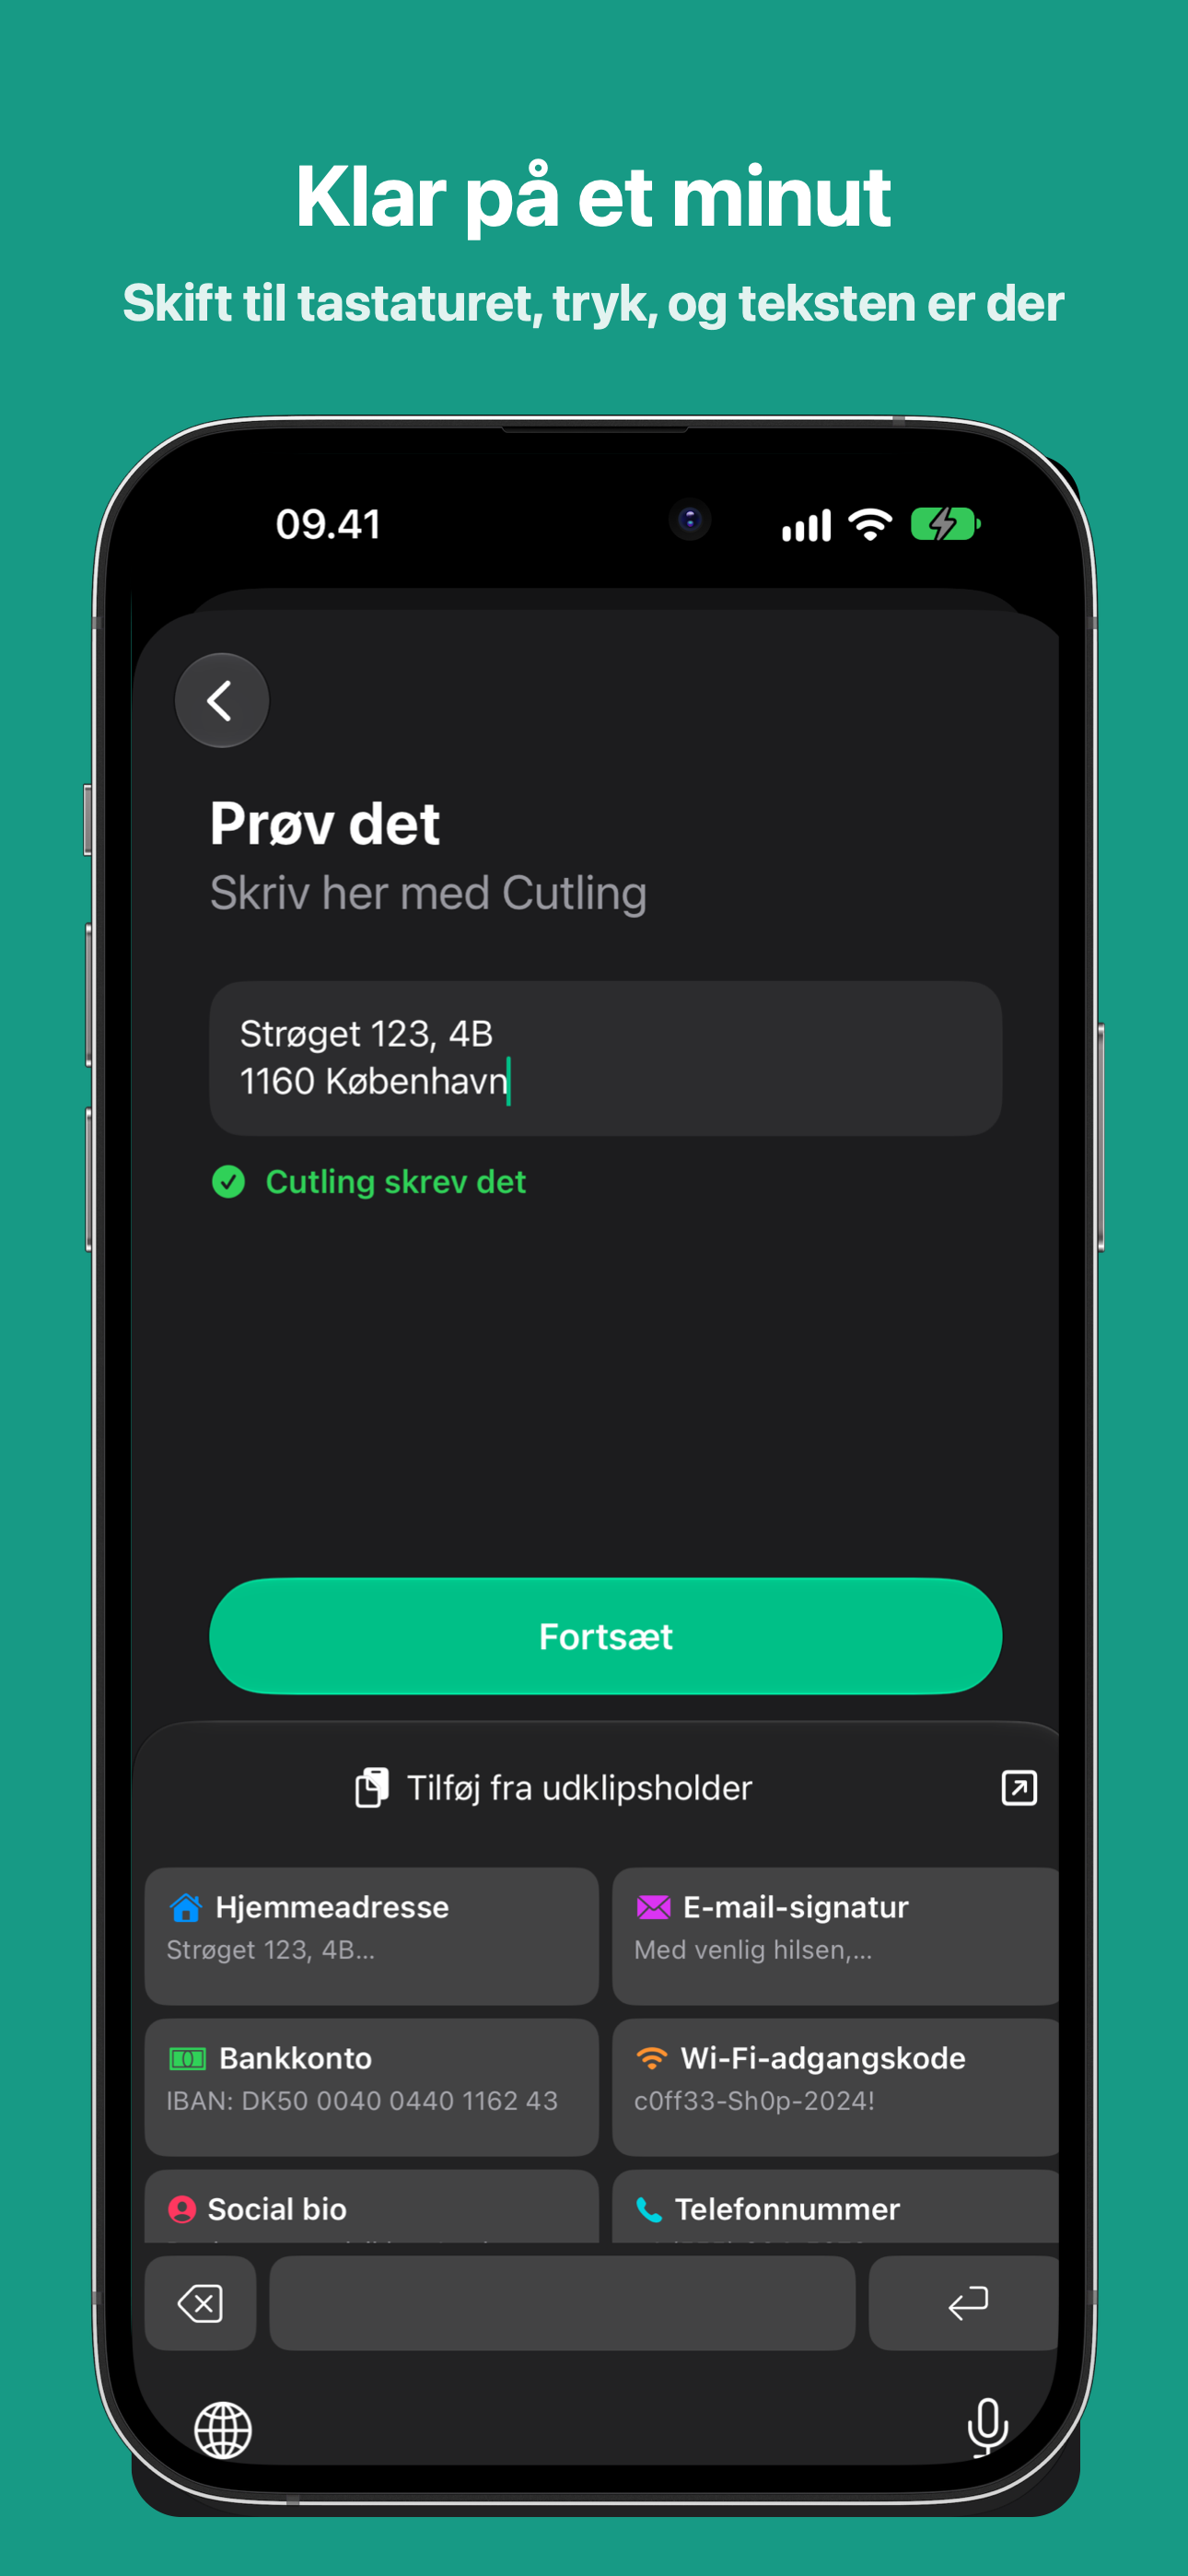 Klar på et minut
Skift til tastaturet, tryk, og teksten er der
09.41
Prøv det
Skriv her med Cutling
Strøget 123, 4B
1160 København
Cutling skrev det
Fortsæt
Tilføj fra udklipsholder
Hjemmeadresse
Strøget 123, 4B...
E-mail-signatur
Med venlig hilsen,...
Bankkonto
IBAN: DK50 0040 0440 1162 43
Wi-Fi-adgangskode
c0ff33-Sh0p-2024!
Social bio
Telefonnummer